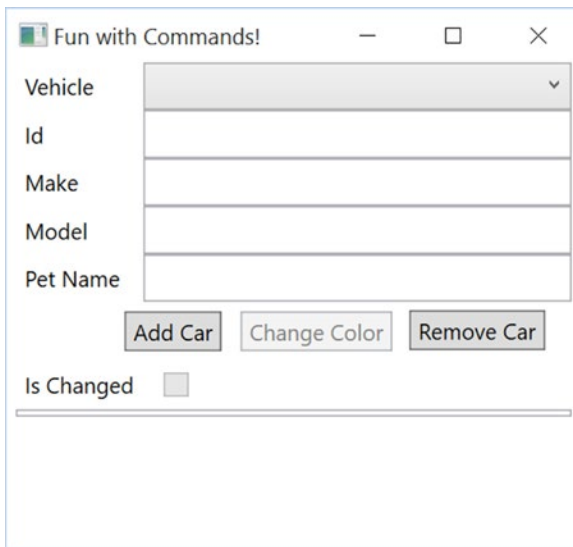 Fun with Commands!
Vehicle
Id
Make
Model
Pet Name
Add Car Change Color Remove Car
Is Changed